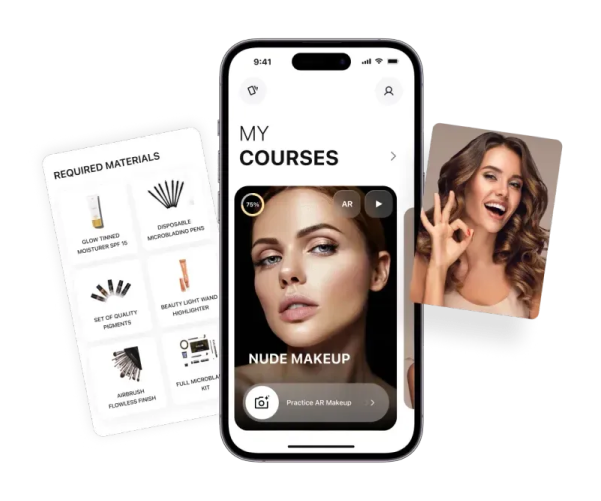 REQUIRED MATERIALS
GLOW TINNED
MOISTUBER SPF 15
DISPOSABLE
MICROBLADING PENS
SET OF QUALITY
PIGMENTS
BEAUTY LIGHT WAND
HIGHLIGHTER
AIRBRUSH
FLOWLESS FINISH
FULL MICROBLA
KIT
9:41
MY
COURSES
75%
AR
NUDE MAKEUP
Practice AR Makeup